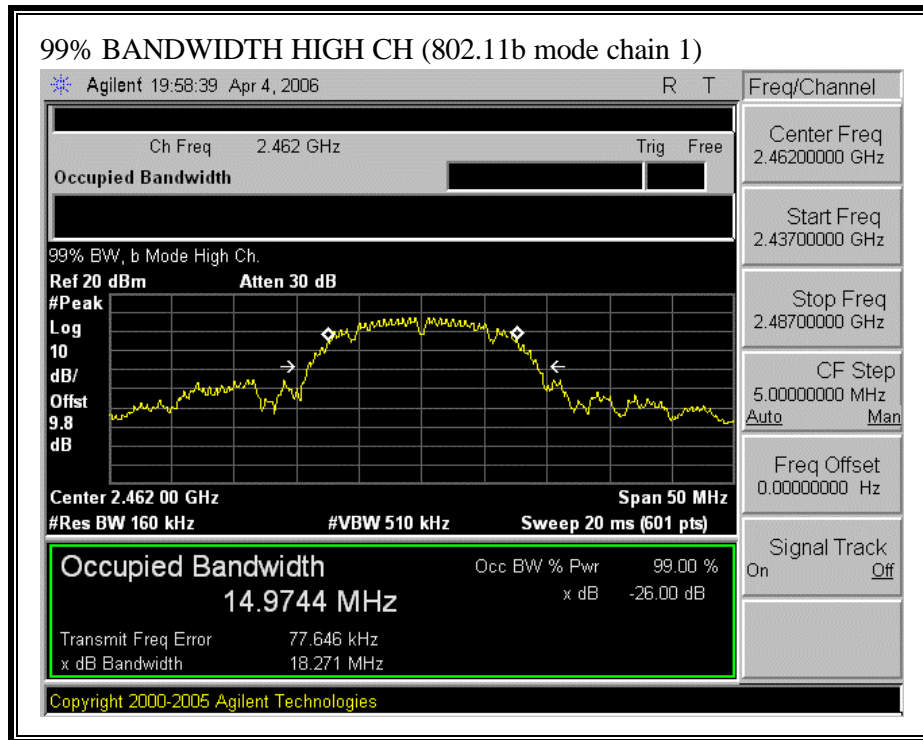 99% BANDWIDTH HIGH CH (802.11b mode chain 1)
Agilent 19:58:39 Apr 4, 2006 R T
Freq/Channel
Ch Freq 2.462 GHz Trig Free
Occupied Bandwidth
Center Freq
2.46200000 GHz
Start Freq
2.43700000 GHz
Stop Freq
2.48700000 GHz
CF Step
5.00000000 MHz
Auto Man
Freq Offset
0.00000000 Hz
Signal Track
On Off
99% BW, b Mode High Ch.
Ref 20 dBm Atten 30 dB
#Peak
Log
10
dB/
Offst
9.8
dB
Center 2.462 00 GHz Span 50 MHz
#Res BW 160 kHz #VBW 510 kHz Sweep 20 ms (601 pts)
Occupied Bandwidth Occ BW % Pwr 99.00 %
14.9744 MHz x dB -26.00 dB
Transmit Freq Error 77.646 kHz
x dB Bandwidth 18.271 MHz
Copyright 2000-2005 Agilent Technologies